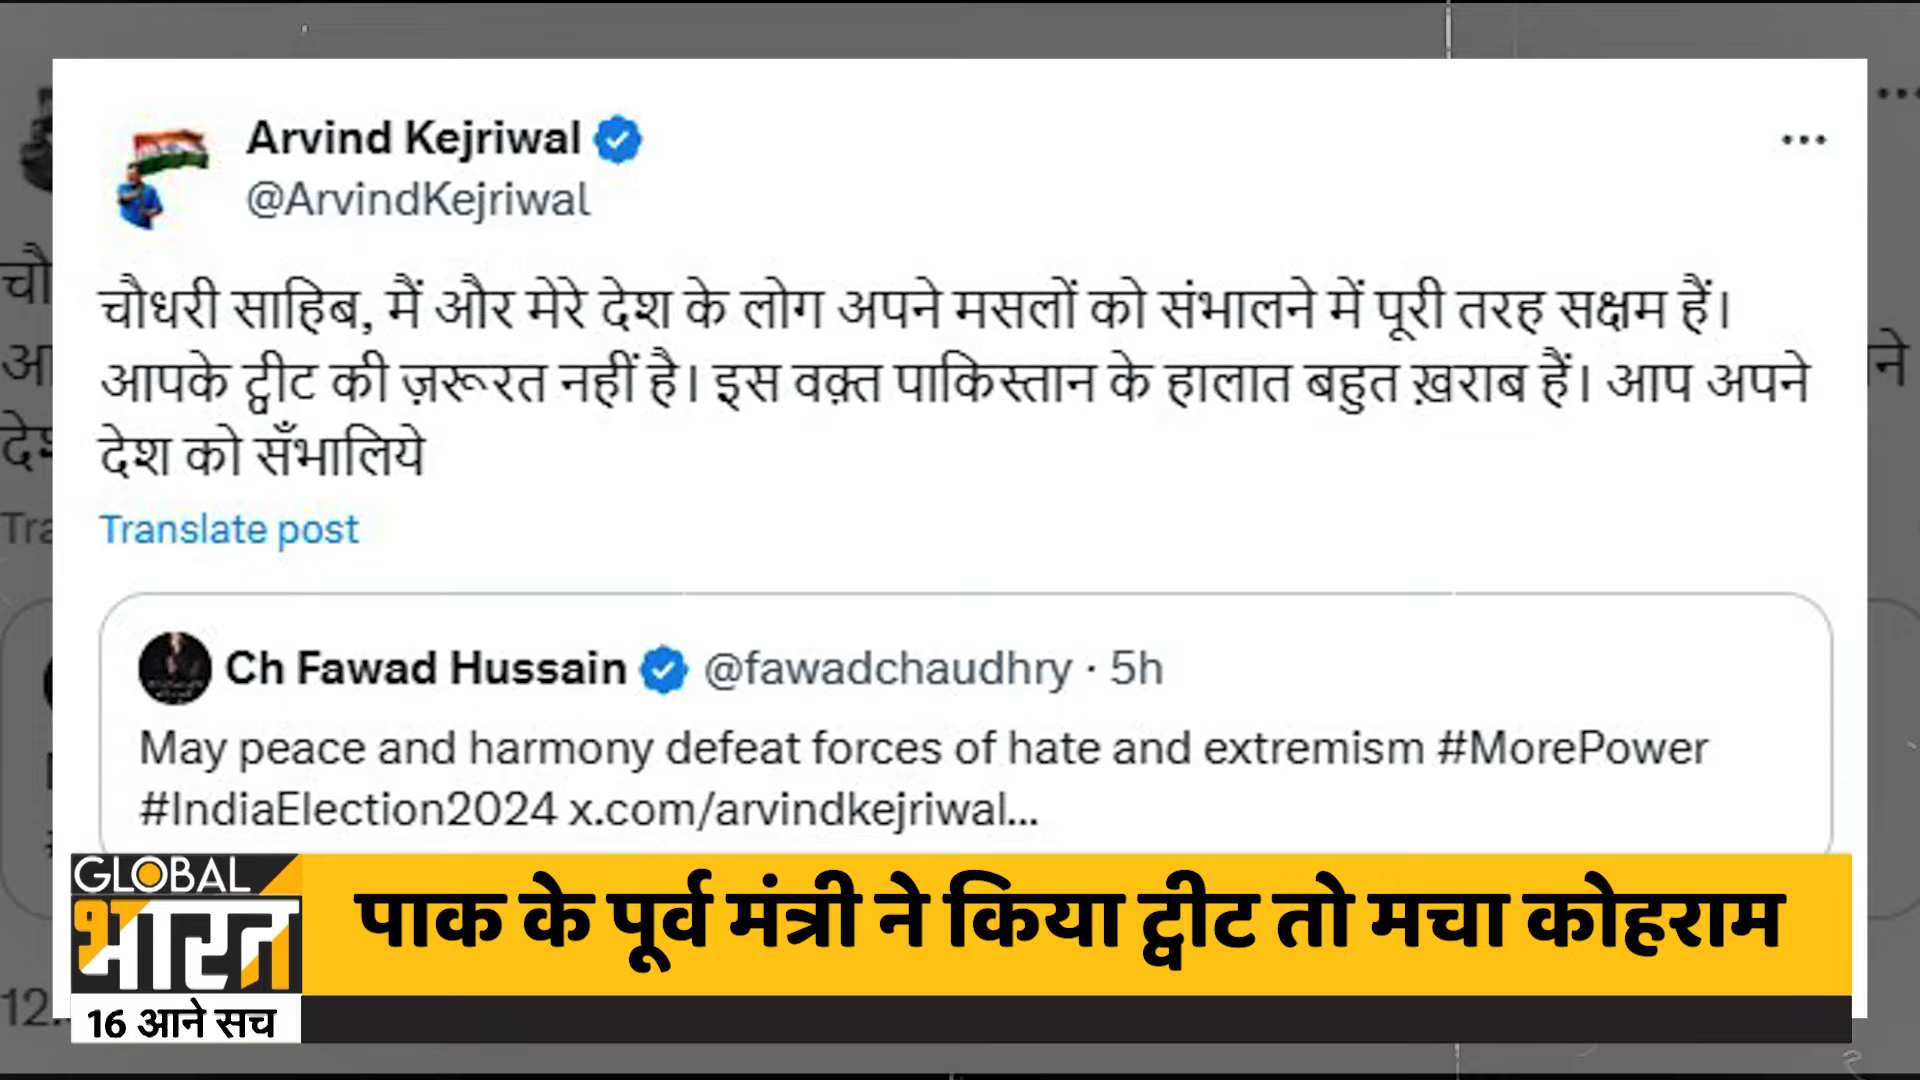 Arvind Kejriwal
@ArvindKejriwal
चौधरी साहिब, मैं और मेरे देश के लोग अपने मसलों को संभालने में पूरी तरह सक्षम हैं।
आपके ट्वीट की ज़रूरत नहीं है। इस वक़्त पाकिस्तान के हालात बहुत ख़राब हैं। आप अपने
देश को सँभालिये
Translate post
Ch Fawad Hussain @fawadchaudhry · 5h
May peace and harmony defeat forces of hate and extremism #MorePower
#IndiaElection2024 x.com/arvindkejriwal...
GLOBAL
भारत
16 आने सच
पाक के पूर्व मंत्री ने किया ट्वीट तो मचा कोहराम